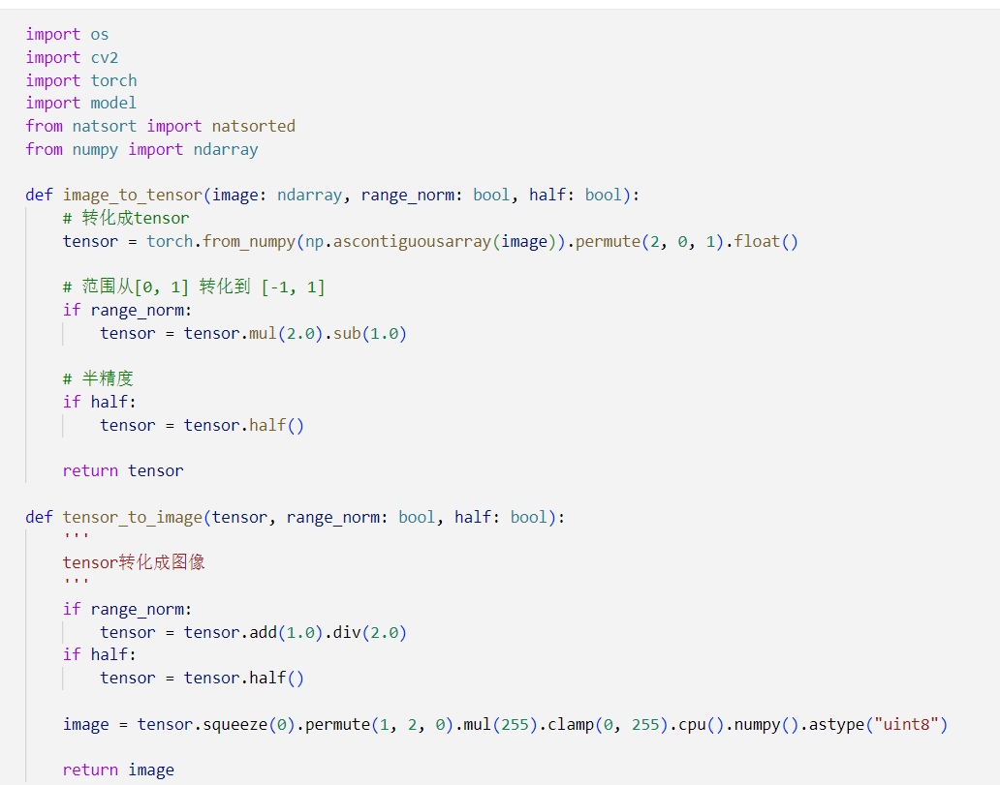 import os
import cv2
import torch
import model
from natsort import natsorted
from numpy import ndarray

def image_to_tensor(image: ndarray, range_norm: bool, half: bool):
    # 转化成tensor
    tensor = torch.from_numpy(np.ascontiguousarray(image)).permute(2, 0, 1).float()

    # 范围从[0, 1] 转化到 [-1, 1]
    if range_norm:
        tensor = tensor.mul(2.0).sub(1.0)

    # 半精度
    if half:
        tensor = tensor.half()

    return tensor

def tensor_to_image(tensor, range_norm: bool, half: bool):
    '''
    tensor转化成图像
    '''
    if range_norm:
        tensor = tensor.add(1.0).div(2.0)
    if half:
        tensor = tensor.half()

    image = tensor.squeeze(0).permute(1, 2, 0).mul(255).clamp(0, 255).cpu().numpy().astype("uint8")

    return image